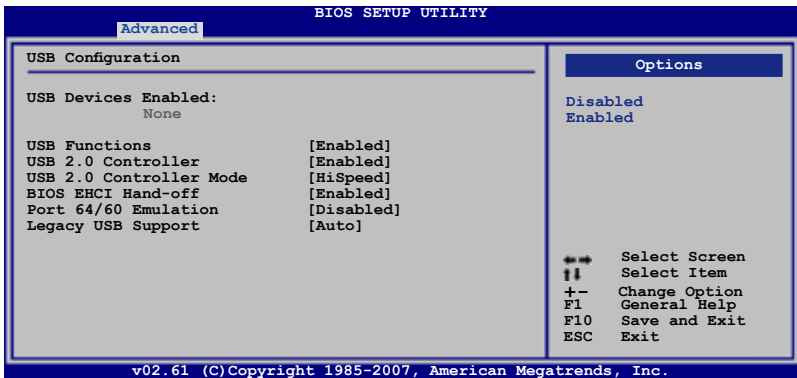 BIOS SETUP UTILITY
Advanced
USB Configuration
USB Devices Enabled:
None
USB Functions [Enabled]
USB 2.0 Controller [Enabled]
USB 2.0 Controller Mode [HiSpeed]
BIOS EHCI Hand-off [Enabled]
Port 64/60 Emulation [Disabled]
Legacy USB Support [Auto]
Options
Disabled
Enabled
←→ Select Screen
↑↓ Select Item
+- Change Option
F1 General Help
F10 Save and Exit
ESC Exit
v02.61 (C)Copyright 1985-2007, American Megatrends, Inc.